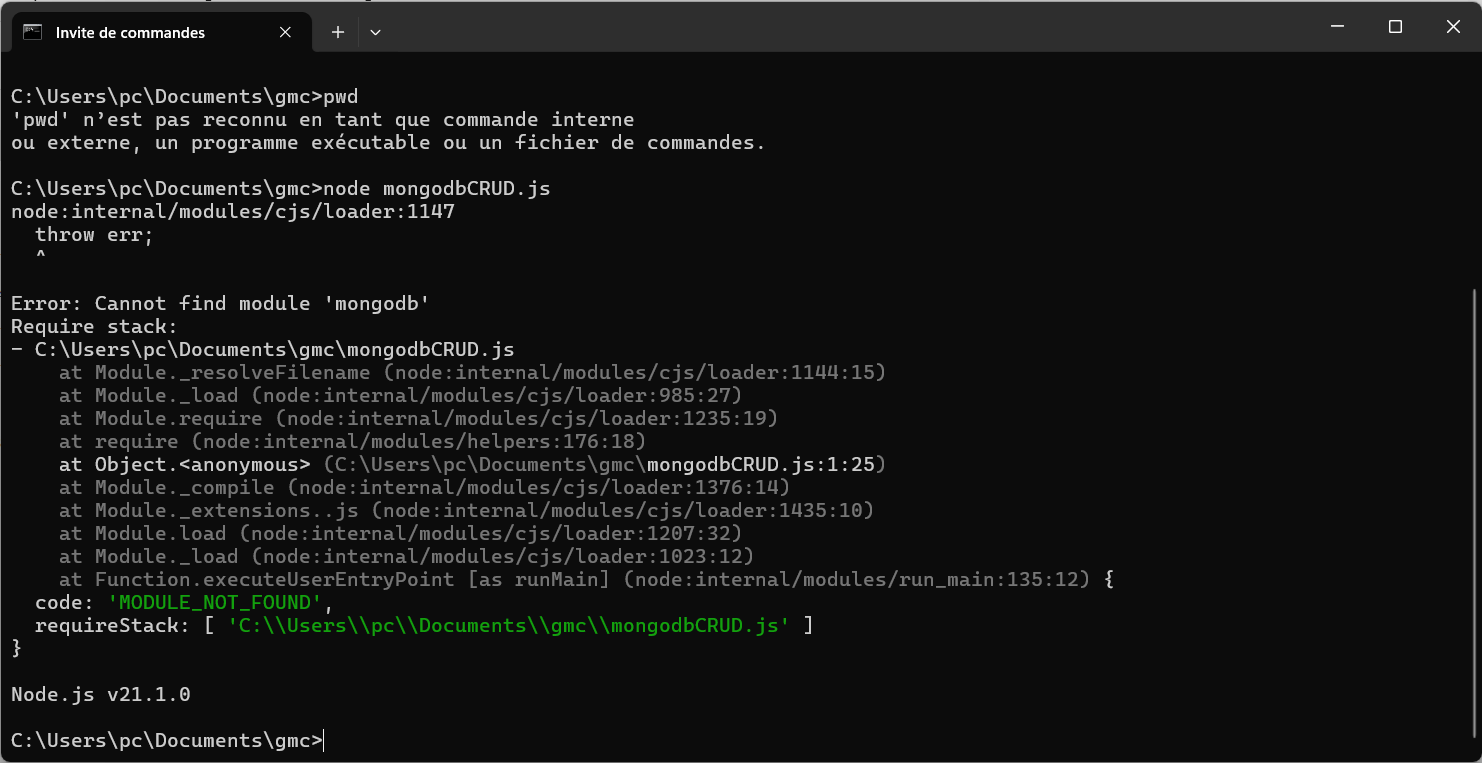 Invite de commandes
C:\Users\pc\Documents\gmc>pwd
'pwd' n’est pas reconnu en tant que commande interne
ou externe, un programme exécutable ou un fichier de commandes.
C:\Users\pc\Documents\gmc>node mongodbCRUD.js
node:internal/modules/cjs/loader:1147
  throw err;
  ^
Error: Cannot find module 'mongodb'
Require stack:
- C:\Users\pc\Documents\gmc\mongodbCRUD.js
    at Module._resolveFilename (node:internal/modules/cjs/loader:1144:15)
    at Module._load (node:internal/modules/cjs/loader:985:27)
    at Module.require (node:internal/modules/cjs/loader:1235:19)
    at require (node:internal/modules/helpers:176:18)
    at Object.<anonymous> (C:\Users\pc\Documents\gmc\mongodbCRUD.js:1:25)
    at Module._compile (node:internal/modules/cjs/loader:1376:14)
    at Module._extensions..js (node:internal/modules/cjs/loader:1435:10)
    at Module.load (node:internal/modules/cjs/loader:1207:32)
    at Module._load (node:internal/modules/cjs/loader:1023:12)
    at Function.executeUserEntryPoint [as runMain] (node:internal/modules/run_main:135:12) {
  code: 'MODULE_NOT_FOUND',
  requireStack: [ 'C:\\Users\\pc\\Documents\\gmc\\mongodbCRUD.js' ]
}
Node.js v21.1.0
C:\Users\pc\Documents\gmc>